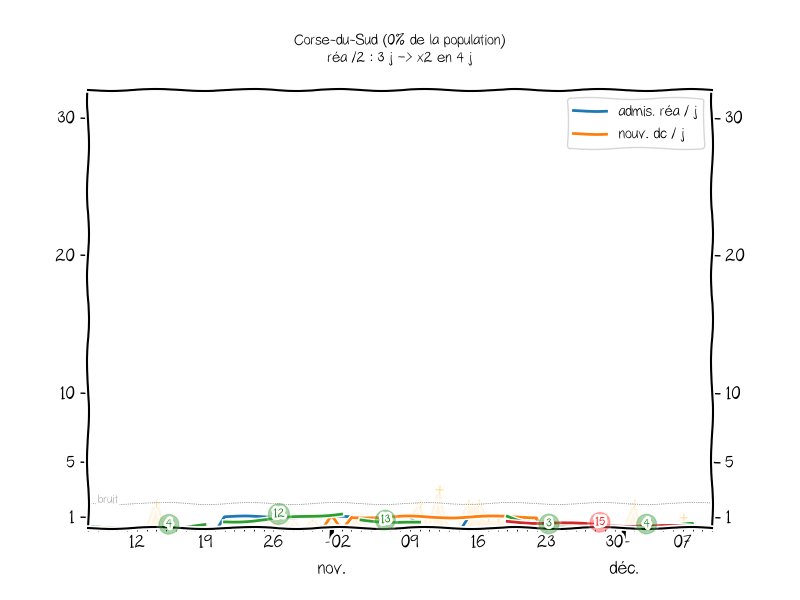 Corse-du-Sud (0% de la population)
réa /2 : 3 j -> x2 en 4 j
admis. réa / j
nouv. dc / j
30 30
20 20
10 10
5 5
bruit
1 1
4 12 13 3 15 4
12 19 26 02 09 16 23 30 07
nov. déc.